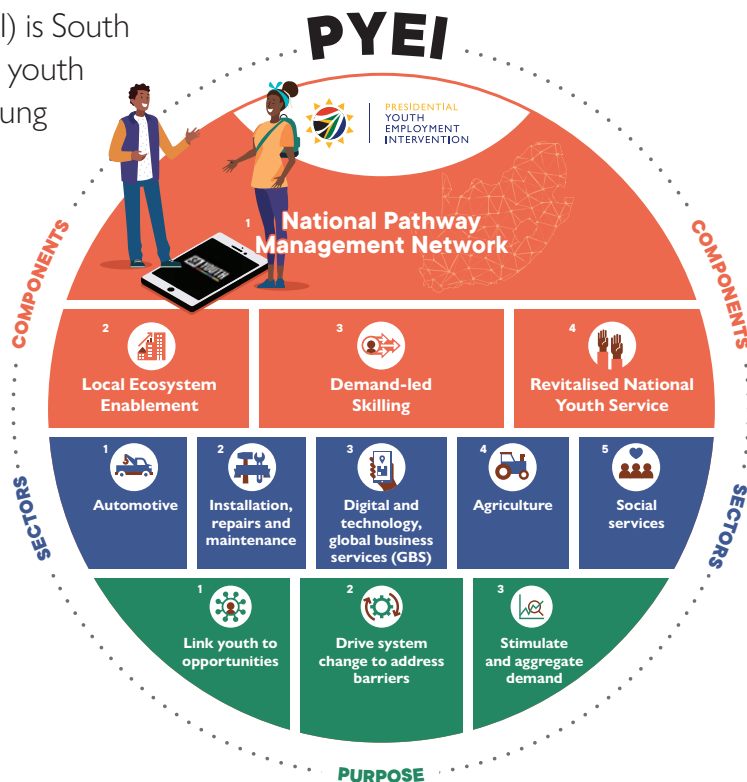 I) is South
youth
ung
PYEI
PRESIDENTIAL
YOUTH
EMPLOYMENT
INTERVENTION
COMPONENTS
COMPONENTS
1
National Pathway
Management Network
YOUTH
2
Local Ecosystem
Enablement
3
Demand-led
Skilling
4
Revitalised National
Youth Service
SECTORS
SECTORS
1
Automotive
2
Installation,
repairs and
maintenance
3
Digital and
technology,
global business
services (GBS)
4
Agriculture
5
Social
services
1
Link youth to
opportunities
2
Drive system
change to address
barriers
3
Stimulate
and aggregate
demand
PURPOSE